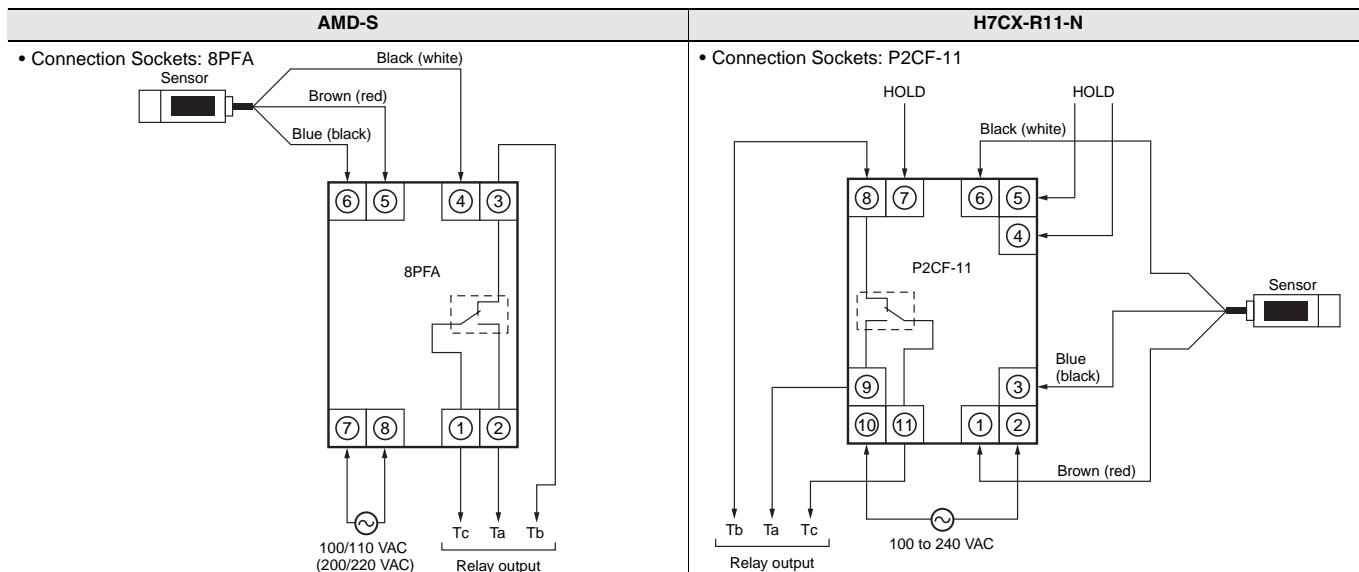 AMD-S
H7CX-R11-N
• Connection Sockets: 8PFA
Sensor
Black (white)
Brown (red)
Blue (black)
6 5 4 3
8PFA
7 8 1 2
100/110 VAC
(200/220 VAC)
Tc Ta Tb
Relay output
• Connection Sockets: P2CF-11
HOLD
HOLD
Black (white)
8 7 6 5
4
P2CF-11
Sensor
Blue
(black)
9 3
10 11 1 2
Brown (red)
Tb Ta Tc
Relay output
100 to 240 VAC